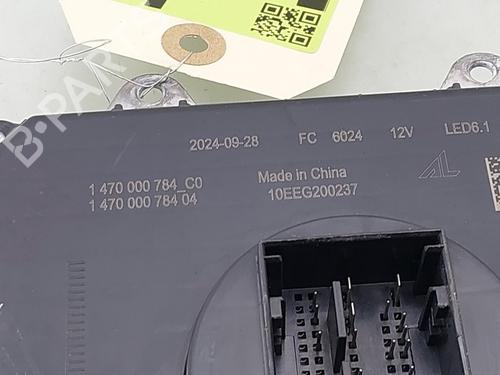 2024-09-28 FC 6024 12V LED6.1
1 470 000 784_C0 Made in China
1 470 000 784 04 10EEG200237
AL
B-PARTS